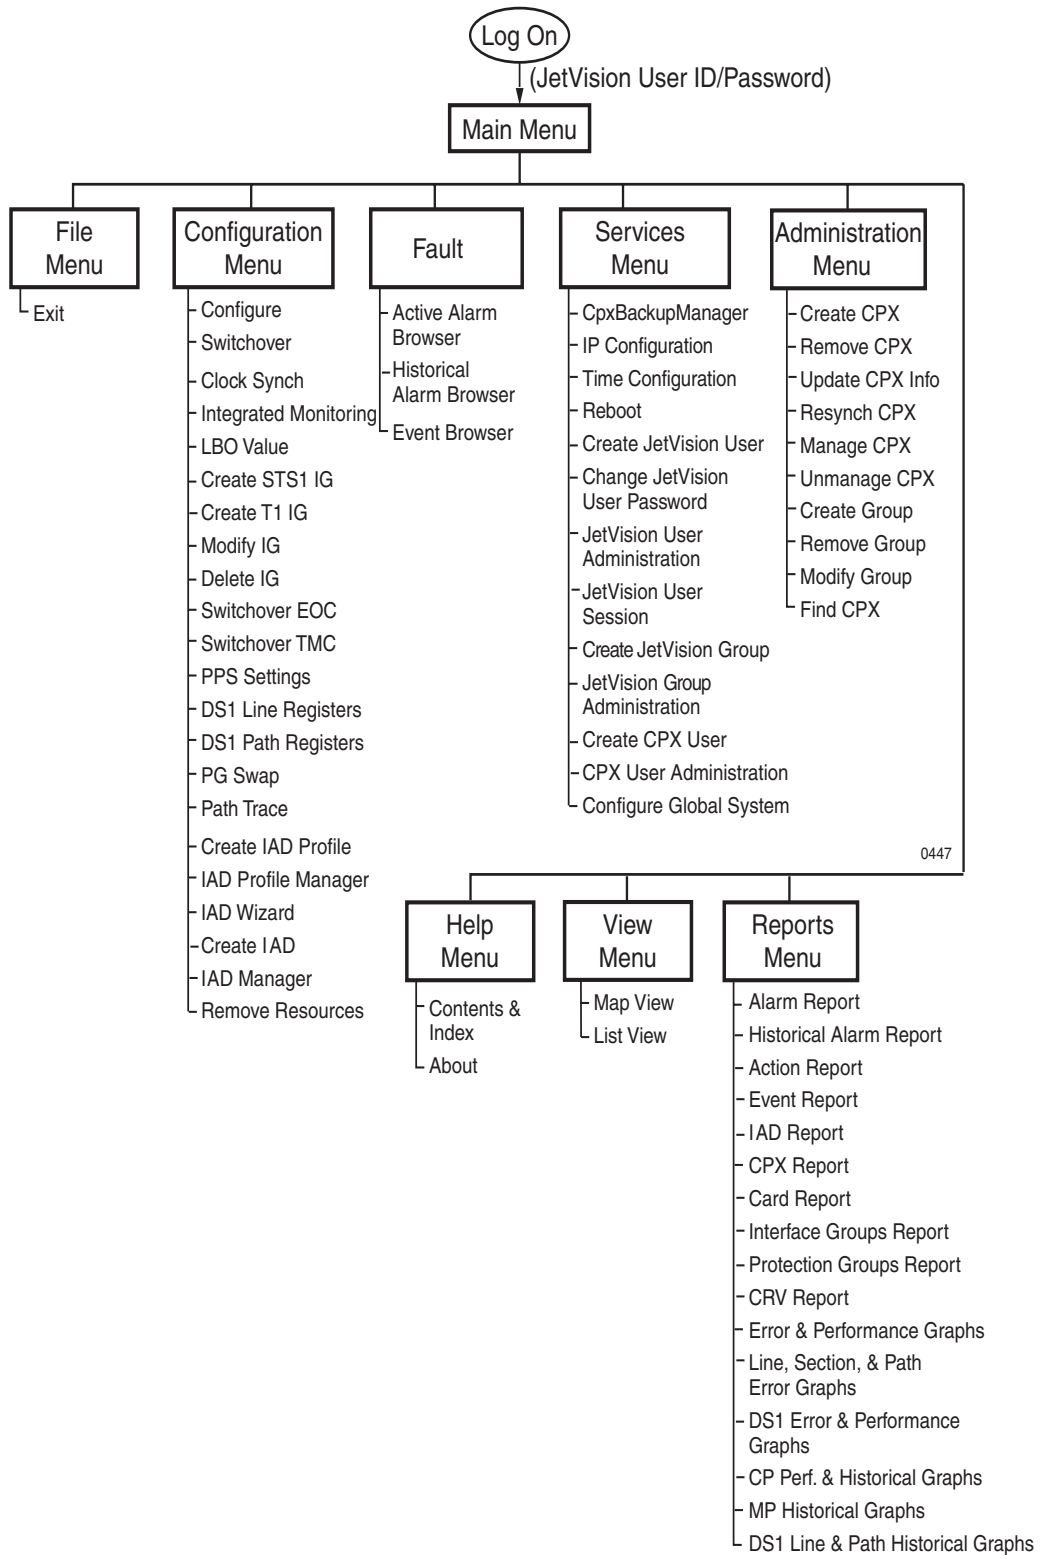 Log On
(JetVision User ID/Password)
Main Menu
File
Menu
Exit
Configuration
Menu
Configure
Switchover
Clock Synch
Integrated Monitoring
LBO Value
Create STS1 IG
Create T1 IG
Modify IG
Delete IG
Switchover EOC
Switchover TMC
PPS Settings
DS1 Line Registers
DS1 Path Registers
PG Swap
Path Trace
Create IAD Profile
IAD Profile Manager
IAD Wizard
Create IAD
IAD Manager
Remove Resources
Fault
Active Alarm
Browser
Historical
Alarm Browser
Event Browser
Services
Menu
CpxBackupManager
IP Configuration
Time Configuration
Reboot
Create JetVision User
Change JetVision
User Password
JetVision User
Administration
JetVision User
Session
Create JetVision Group
JetVision Group
Administration
Create CPX User
CPX User Administration
Configure Global System
Administration
Menu
Create CPX
Remove CPX
Update CPX Info
Resynch CPX
Manage CPX
Unmanage CPX
Create Group
Remove Group
Modify Group
Find CPX
0447
Help
Menu
Contents &
Index
About
View
Menu
Map View
List View
Reports
Menu
Alarm Report
Historical Alarm Report
Action Report
Event Report
IAD Report
CPX Report
Card Report
Interface Groups Report
Protection Groups Report
CRV Report
Error & Performance Graphs
Line, Section, & Path
Error Graphs
DS1 Error & Performance
Graphs
CP Perf. & Historical Graphs
MP Historical Graphs
DS1 Line & Path Historical Graphs